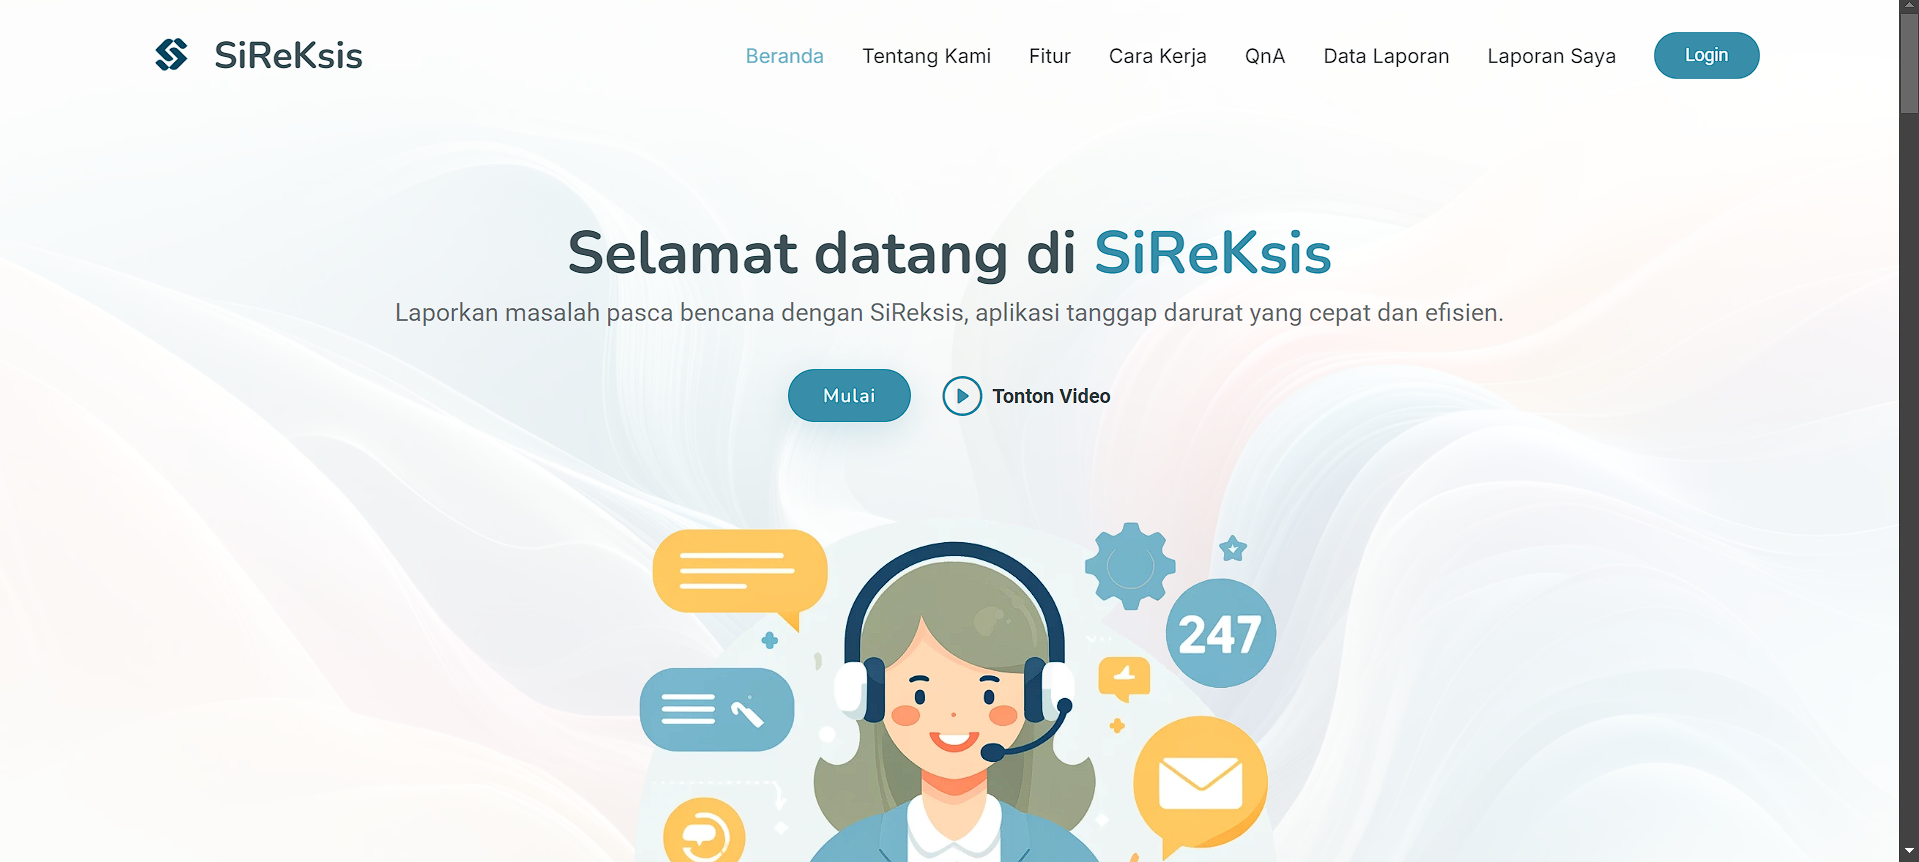 SiReKsis
Beranda Tentang Kami Fitur Cara Kerja QnA Data Laporan Laporan Saya Login
Selamat datang di SiReKsis
Laporkan masalah pasca bencana dengan SiReksis, aplikasi tanggap darurat yang cepat dan efisien.
Mulai Tonton Video
247